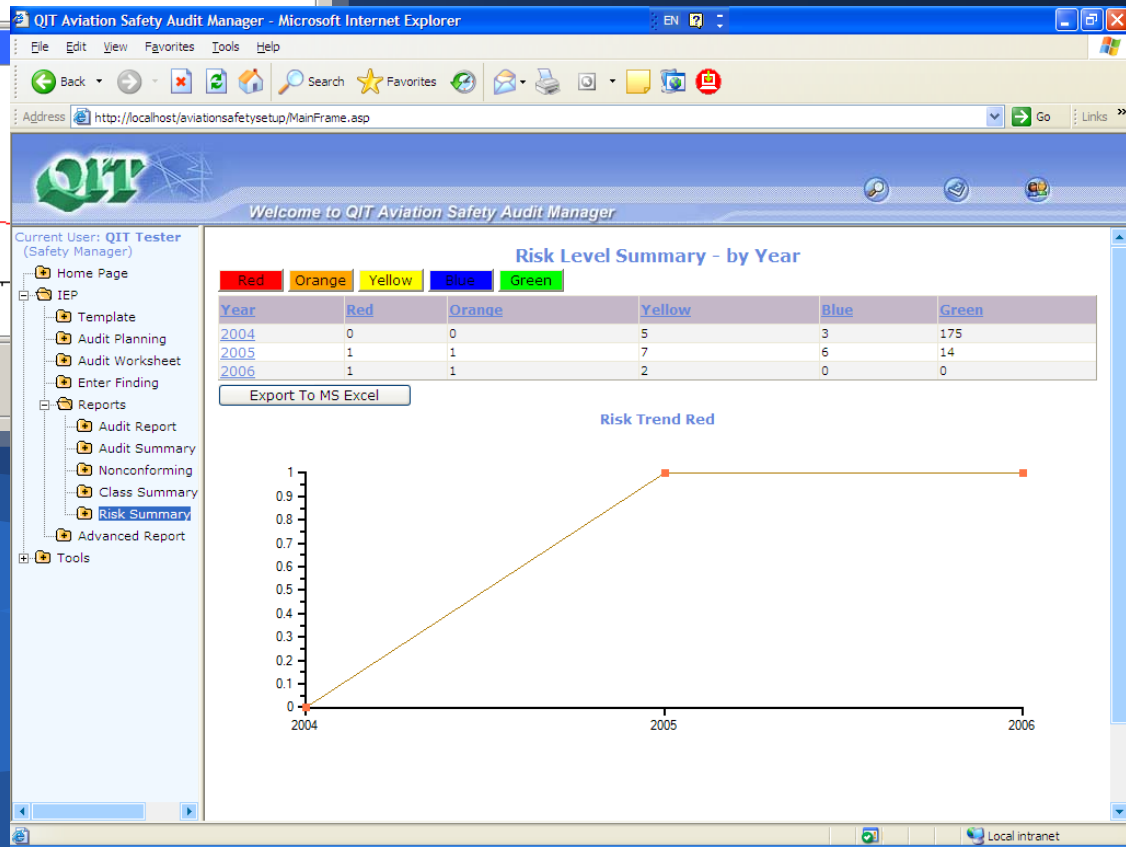 QIT Aviation Safety Audit Manager - Microsoft Internet Explorer
EN
File Edit View Favorites Tools Help
Back Search Favorites
Address http://localhost/aviationsafetysetup/MainFrame.asp Go Links »
QIT
Welcome to QIT Aviation Safety Audit Manager
Current User: QIT Tester
(Safety Manager)
Home Page
IEP
Template
Audit Planning
Audit Worksheet
Enter Finding
Reports
Audit Report
Audit Summary
Nonconforming
Class Summary
Risk Summary
Advanced Report
Tools
Risk Level Summary - by Year
Red Orange Yellow Blue Green
Year Red Orange Yellow Blue Green
2004 0 0 5 3 175
2005 1 1 7 6 14
2006 1 1 2 0 0
Export To MS Excel
Risk Trend Red
1
0.9
0.8
0.7
0.6
0.5
0.4
0.3
0.2
0.1
0
2004 2005 2006
Local intranet